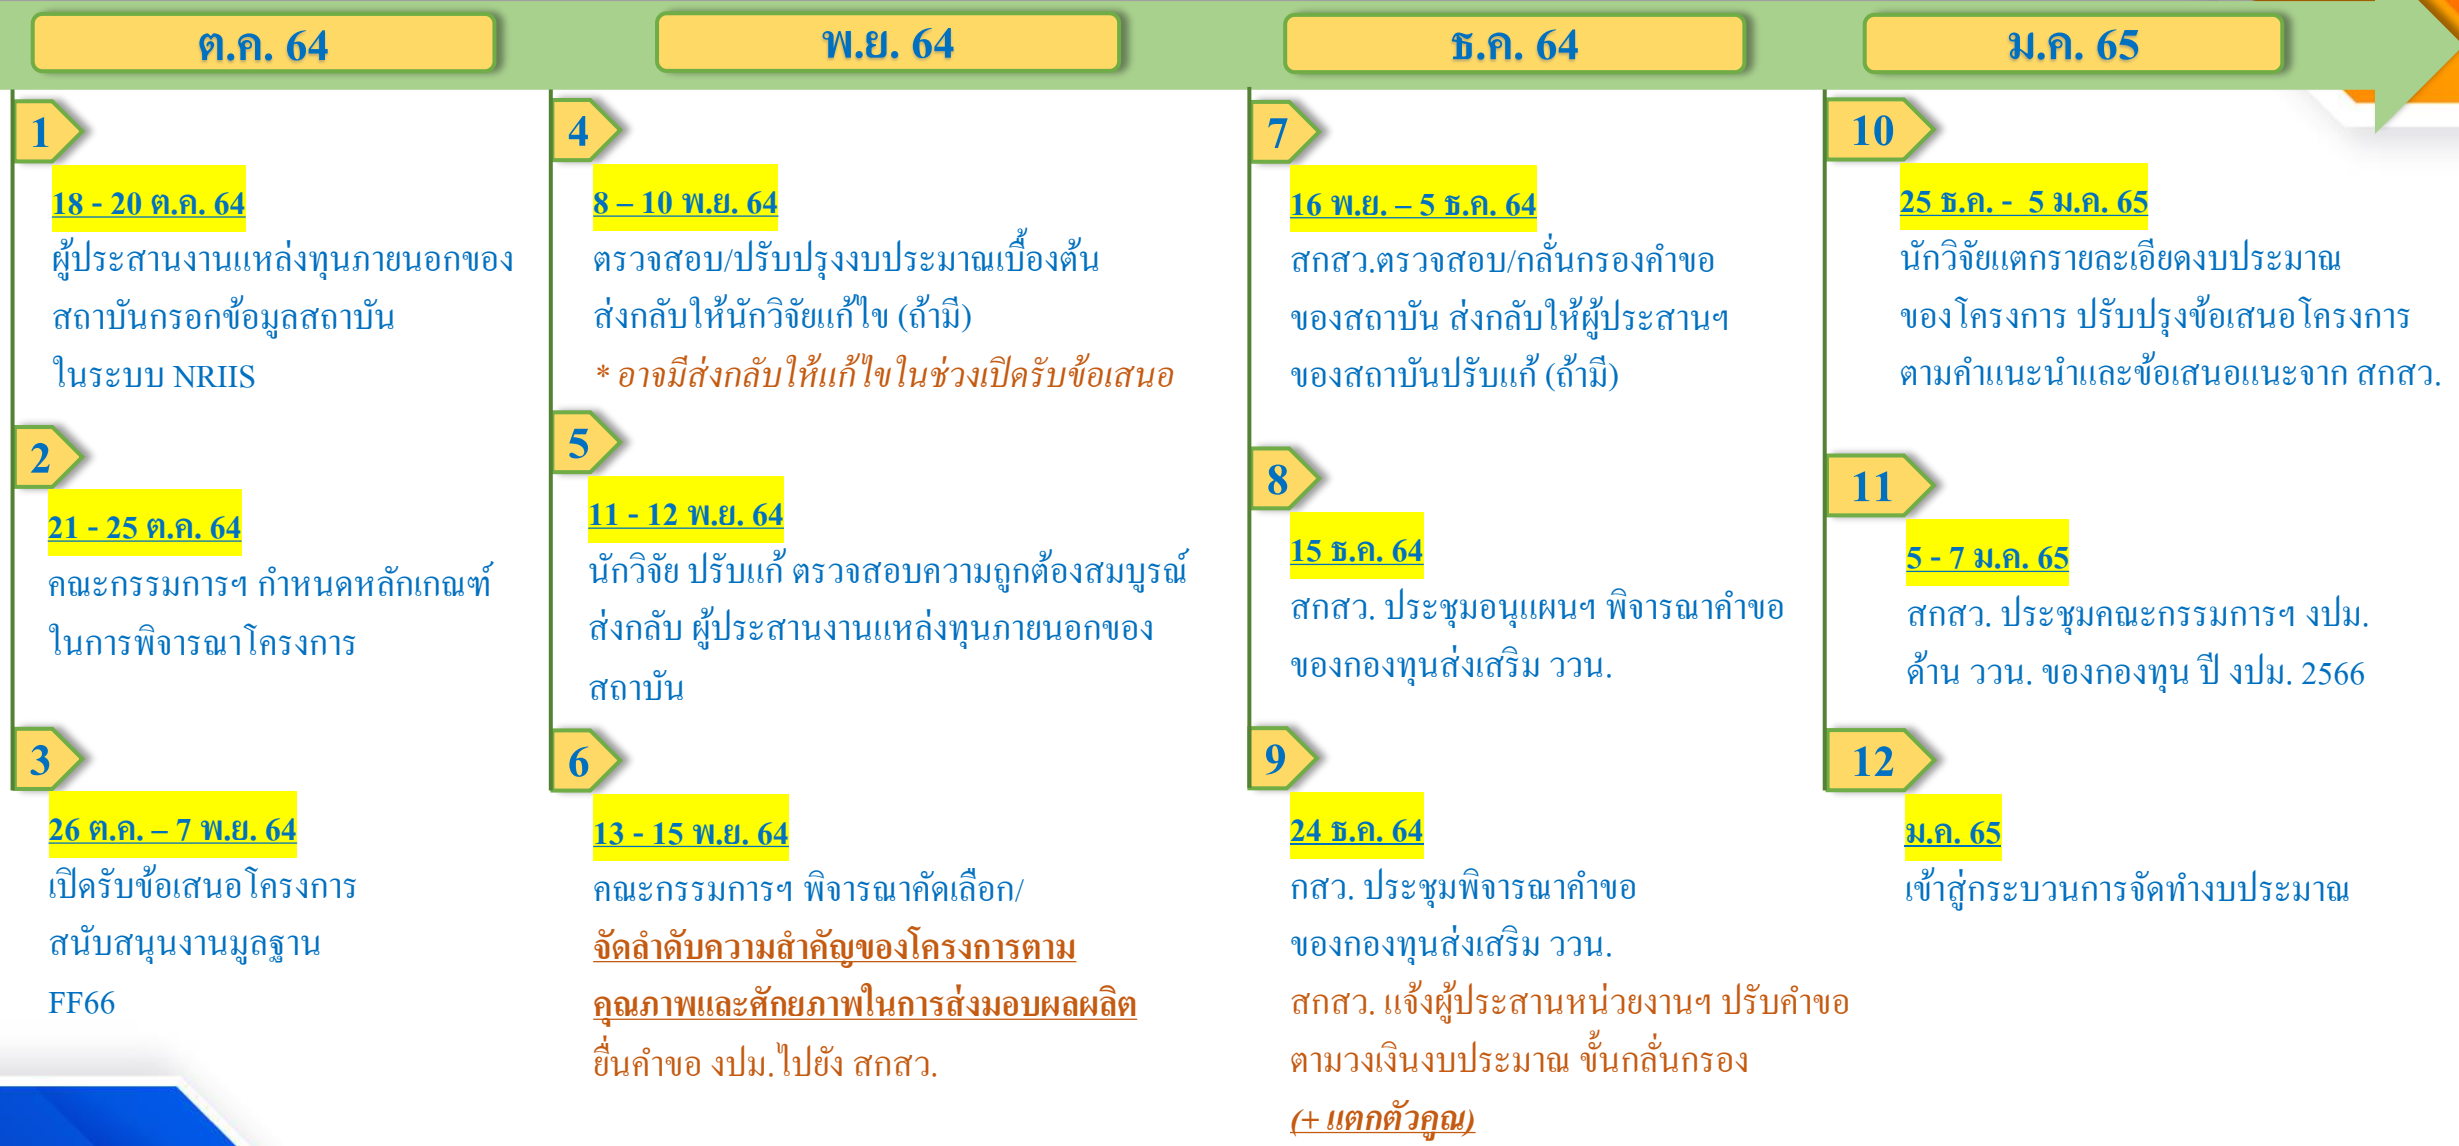 ต.ค. 64
พ.ย. 64
ธ.ค. 64
ม.ค. 65
1
18 - 20 ต.ค. 64
ผู้ประสานงานแหล่งทุนภายนอกของ
สถาบันกรอกข้อมูลสถาบัน
ในระบบ NRIIS
2
21 - 25 ต.ค. 64
คณะกรรมการฯ กำหนดหลักเกณฑ์
ในการพิจารณาโครงการ
3
26 ต.ค. – 7 พ.ย. 64
เปิดรับข้อเสนอโครงการ
สนับสนุนงานมูลฐาน
FF66
4
8 – 10 พ.ย. 64
ตรวจสอบ/ปรับปรุงงบประมาณเบื้องต้น
ส่งกลับให้นักวิจัยแก้ไข (ถ้ามี)
* อาจมีส่งกลับให้แก้ไขในช่วงเปิดรับข้อเสนอ
5
11 - 12 พ.ย. 64
นักวิจัย ปรับแก้ ตรวจสอบความถูกต้องสมบูรณ์
ส่งกลับ ผู้ประสานงานแหล่งทุนภายนอกของ
สถาบัน
6
13 - 15 พ.ย. 64
คณะกรรมการฯ พิจารณาคัดเลือก/
จัดลำดับความสำคัญของโครงการตาม
คุณภาพและศักยภาพในการส่งมอบผลผลิต
ยื่นคำขอ งปม. ไปยัง สกสว.
7
16 พ.ย. – 5 ธ.ค. 64
สกสว.ตรวจสอบ/กลั่นกรองคำขอ
ของสถาบัน ส่งกลับให้ผู้ประสานฯ
ของสถาบันปรับแก้ (ถ้ามี)
8
15 ธ.ค. 64
สกสว. ประชุมอนุแผนฯ พิจารณาคำขอ
ของกองทุนส่งเสริม ววน.
9
24 ธ.ค. 64
กสว. ประชุมพิจารณาคำขอ
ของกองทุนส่งเสริม ววน.
สกสว. แจ้งผู้ประสานหน่วยงานฯ ปรับคำขอ
ตามวงเงินงบประมาณ ขั้นกลั่นกรอง
(+ แตกตัวคูณ)
10
25 ธ.ค. - 5 ม.ค. 65
นักวิจัยแตกรายละเอียดงบประมาณ
ของโครงการ ปรับปรุงข้อเสนอโครงการ
ตามคำแนะนำและข้อเสนอแนะจาก สกสว.
11
5 - 7 ม.ค. 65
สกสว. ประชุมคณะกรรมการฯ งปม.
ด้าน ววน. ของกองทุน ปี งปม. 2566
12
ม.ค. 65
เข้าสู่กระบวนการจัดทำงบประมาณ